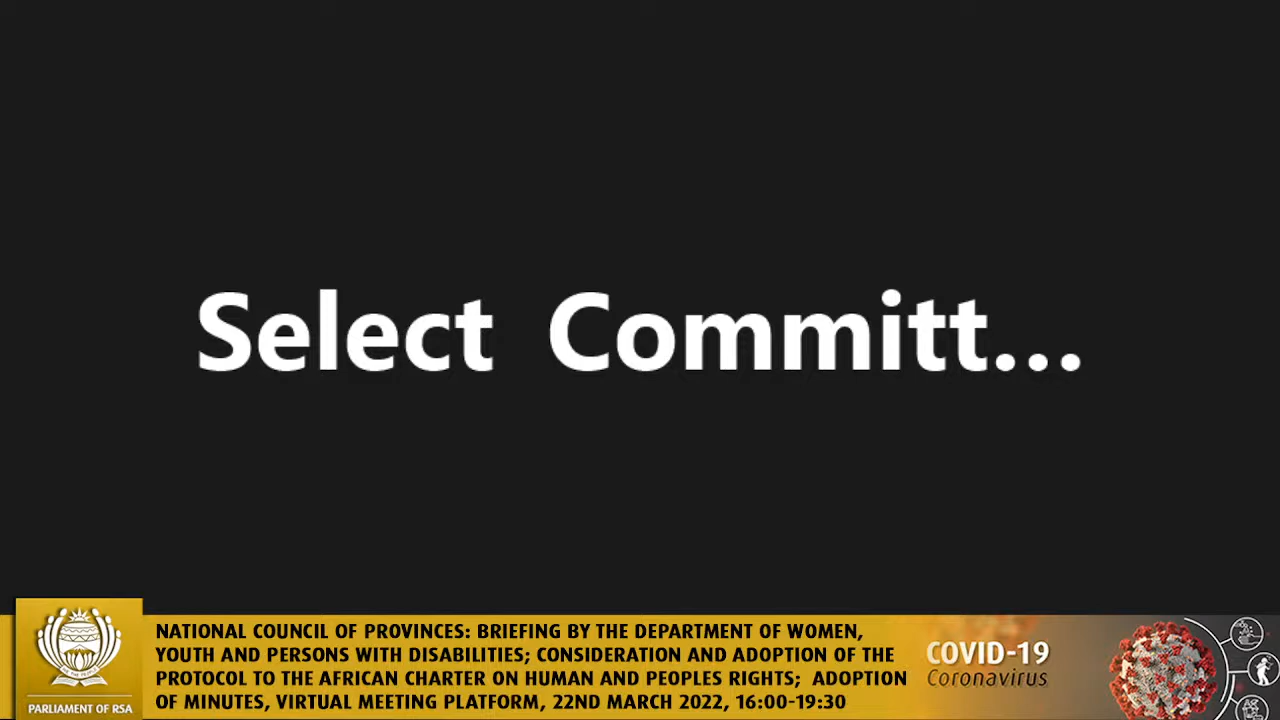 Select Committ...
NATIONAL COUNCIL OF PROVINCES: BRIEFING BY THE DEPARTMENT OF WOMEN,
YOUTH AND PERSONS WITH DISABILITIES; CONSIDERATION AND ADOPTION OF THE
PROTOCOL TO THE AFRICAN CHARTER ON HUMAN AND PEOPLES RIGHTS; ADOPTION
OF MINUTES, VIRTUAL MEETING PLATFORM, 22ND MARCH 2022, 16:00-19:30
PARLIAMENT OF RSA
COVID-19
Coronavirus